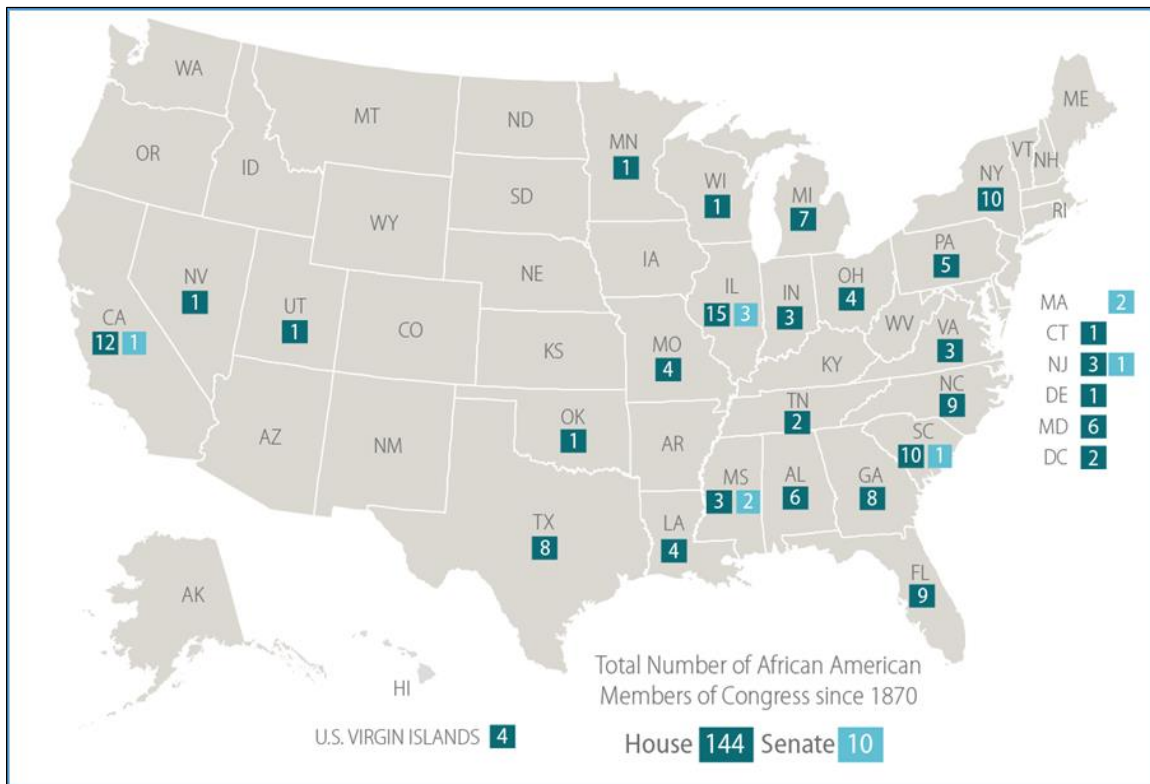 WA
MT
ND
MN
1
OR
ID
SD
WI
1
MI
7
NY
10
VT
NH
ME
RI
WY
IA
NE
PA
5
NV
1
UT
1
CO
IL
15 3
IN
3
OH
4
WV
VA
3
CA
12 1
KS
MO
4
KY
NC
9
TN
2
SC
10 1
AZ
NM
OK
1
AR
MS
3 2
AL
6
GA
8
TX
8
LA
4
FL
9
AK
HI
MA 2
CT 1
NJ 3 1
DE 1
MD 6
DC 2
U.S. VIRGIN ISLANDS 4
Total Number of African American
Members of Congress since 1870
House 144 Senate 10